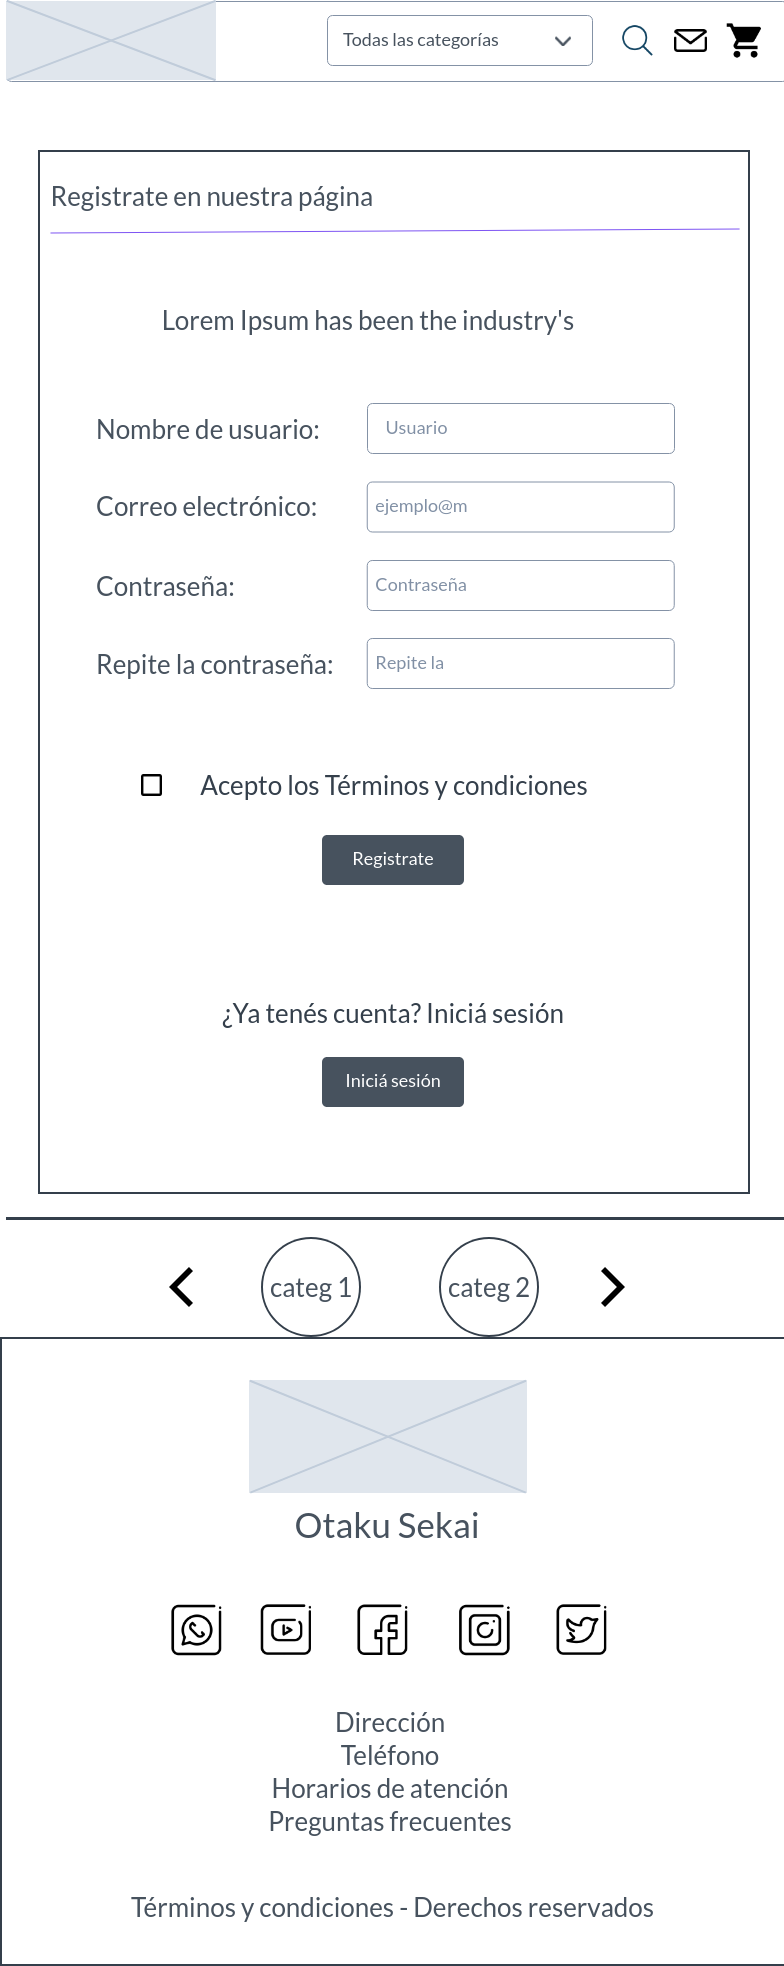 Todas las categorías
Registrate en nuestra página
Lorem Ipsum has been the industry's
Nombre de usuario:
Usuario
Correo electrónico:
ejemplo@m
Contraseña:
Contraseña
Repite la contraseña:
Repite la
Acepto los Términos y condiciones
Registrate
¿Ya tenés cuenta? Iniciá sesión
Iniciá sesión
categ 1
categ 2
Otaku Sekai
Dirección
Teléfono
Horarios de atención
Preguntas frecuentes
Términos y condiciones - Derechos reservados